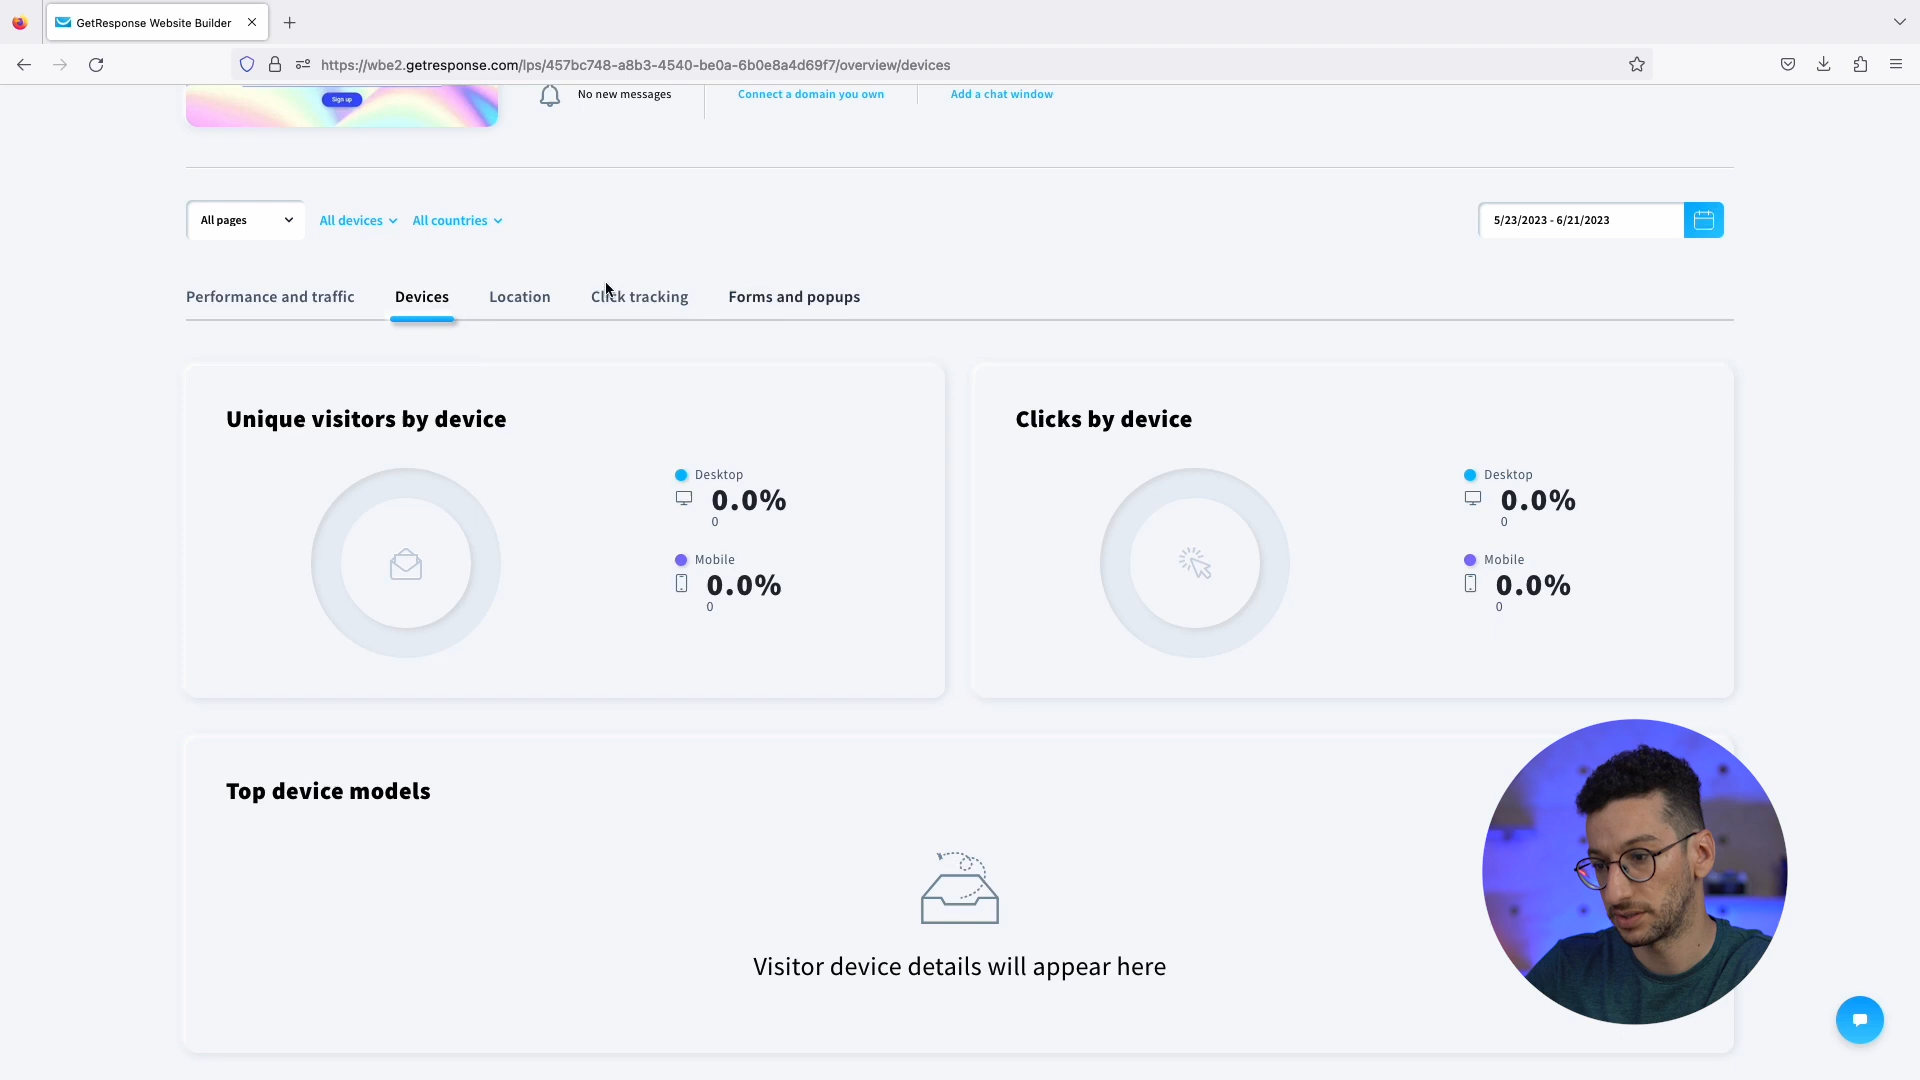 GetResponse Website Builder
https://wbe2.getresponse.com/lps/457bc748-a8b3-4540-be0a-6b0e8a4d69f7/overview/devices
Sign up
No new messages
Connect a domain you own
Add a chat window
All pages
All devices
All countries
5/23/2023 - 6/21/2023
Performance and traffic
Devices
Location
Click tracking
Forms and popups
Unique visitors by device
Desktop
0.0%
0
Mobile
0.0%
0
Clicks by device
Desktop
0.0%
0
Mobile
0.0%
0
Top device models
Visitor device details will appear here